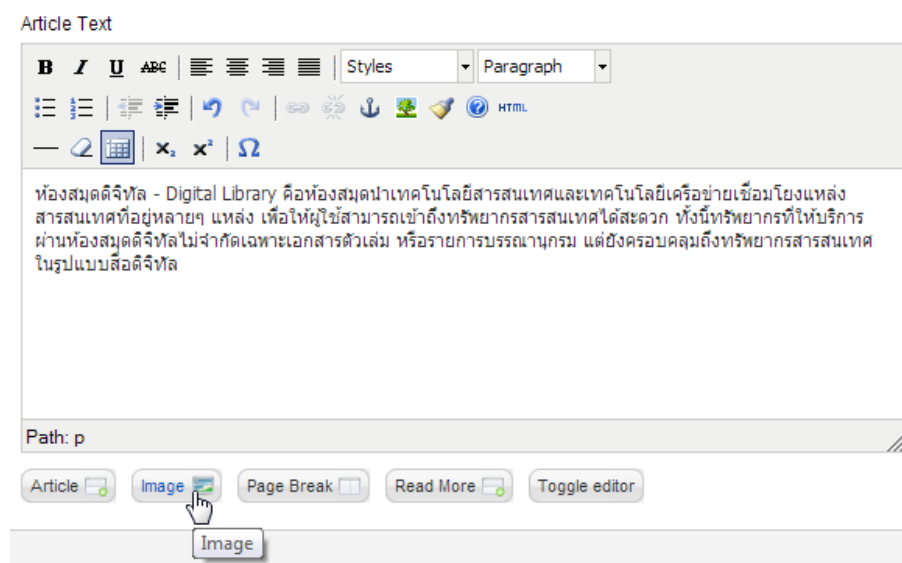 Article Text
B I U ABC Styles Paragraph
HTML
x₂ x² Ω
ห้องสมุดดิจิทัล - Digital Library คือห้องสมุดนำเทคโนโลยีสารสนเทศและเทคโนโลยีเครือข่ายเชื่อมโยงแหล่ง
สารสนเทศที่อยู่หลายๆ แหล่ง เพื่อให้ผู้ใช้สามารถเข้าถึงทรัพยากรสารสนเทศได้สะดวก ทั้งนี้ทรัพยากรที่ให้บริการ
ผ่านห้องสมุดดิจิทัลไม่จำกัดเฉพาะเอกสารตัวเล่ม หรือรายการบรรณานุกรม แต่ยังครอบคลุมถึงทรัพยากรสารสนเทศ
ในรูปแบบสื่อดิจิทัล
Path: p
Article Image Page Break Read More Toggle editor
Image